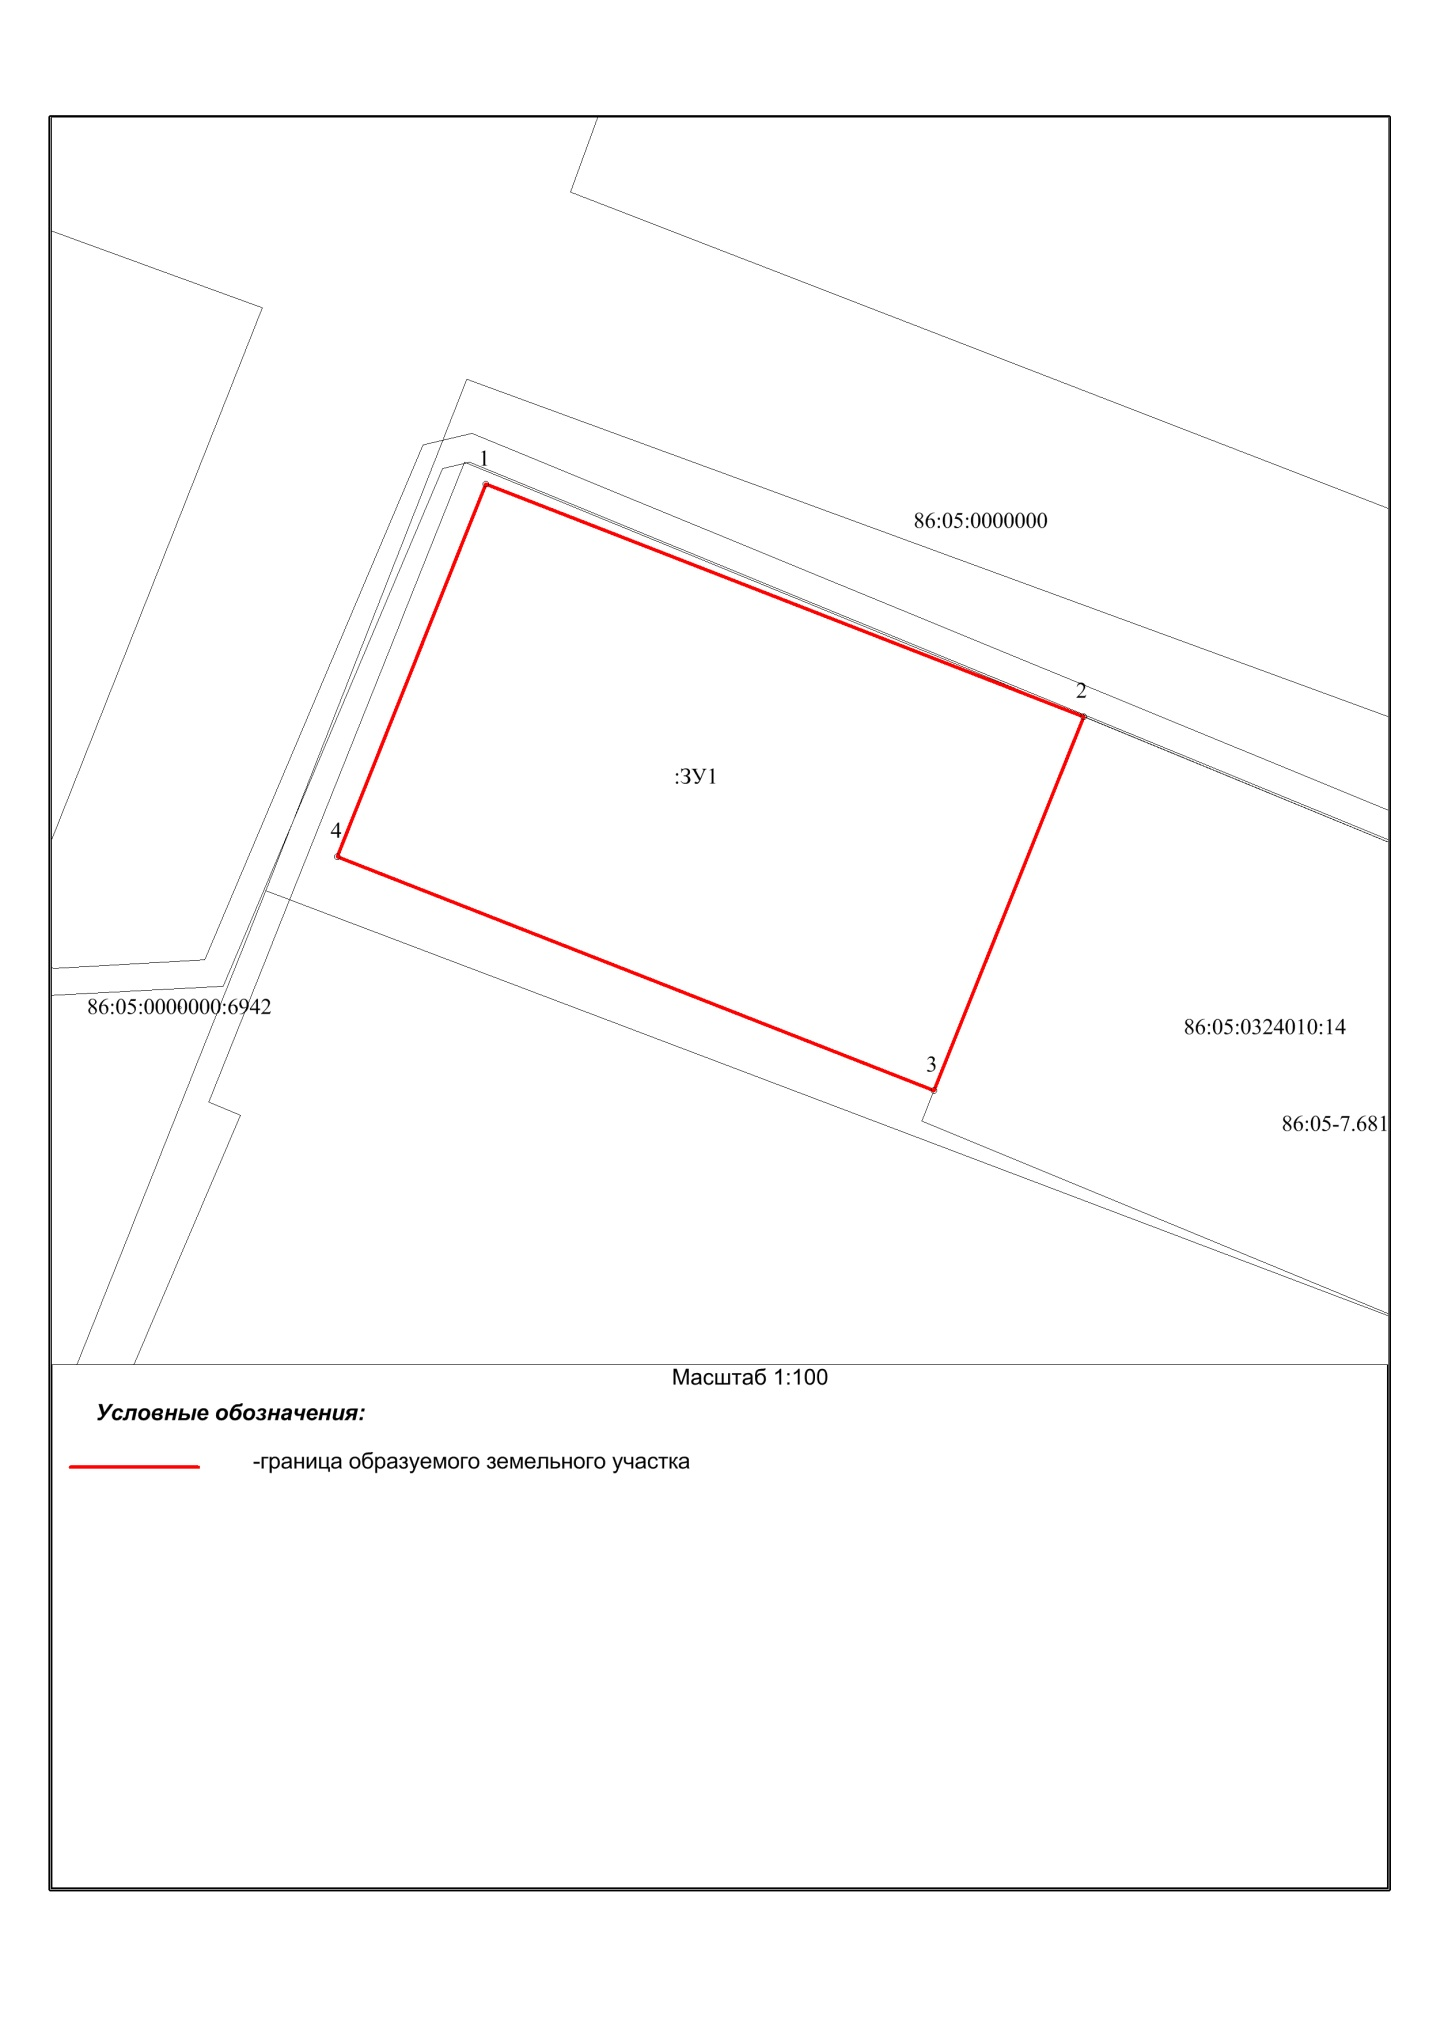 1
86:05:0000000
2
:ЗУ1
4
86:05:0000000:6942
86:05:0324010:14
3
86:05-7.681
Масштаб 1:100
Условные обозначения:
-граница образуемого земельного участка